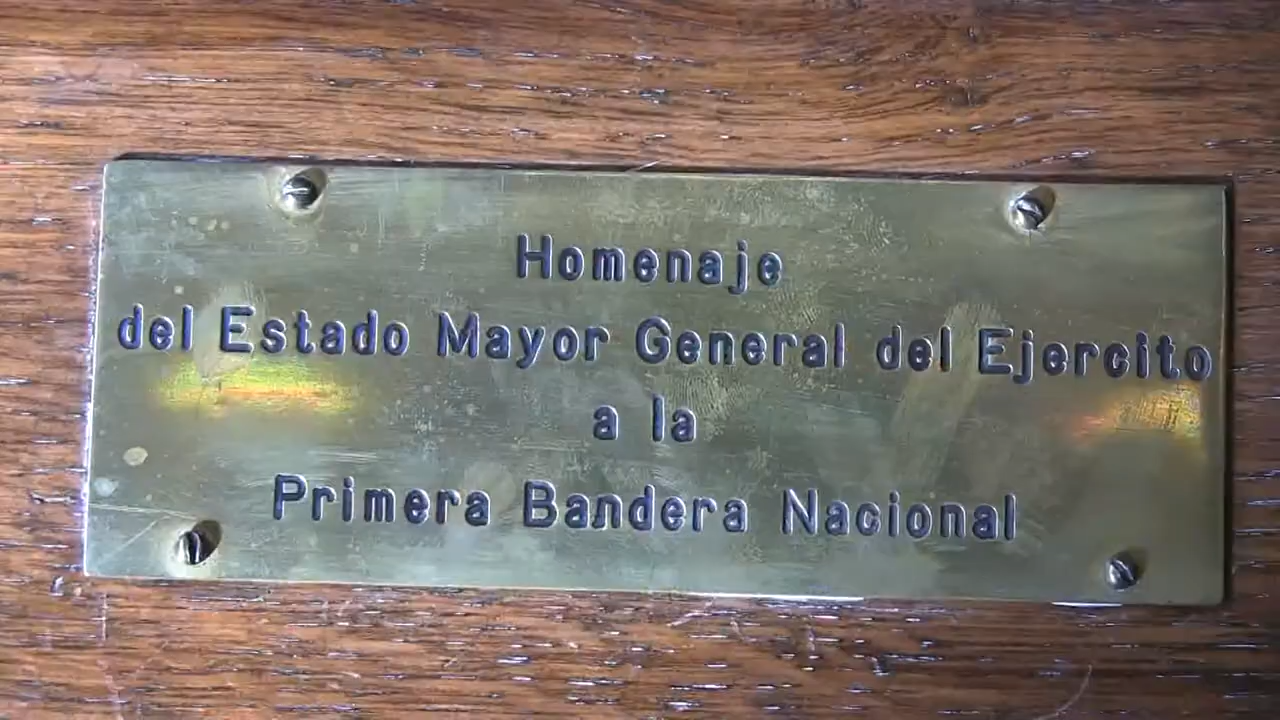 Homenaje
del Estado Mayor General del Ejercito
a la
Primera Bandera Nacional